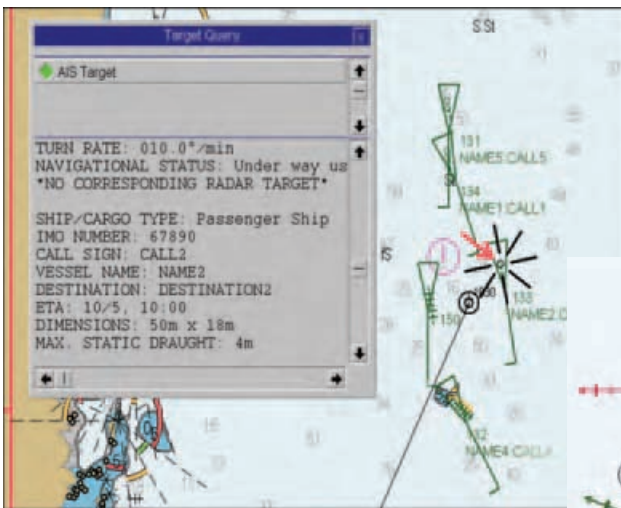 Target Query
AIS Target
TURN RATE: 010.0°/min
NAVIGATIONAL STATUS: Under way us
*NO CORRESPONDING RADAR TARGET*
SHIP/CARGO TYPE: Passenger Ship
IMO NUMBER: 67890
CALL SIGN: CALL2
VESSEL NAME: NAME2
DESTINATION: DESTINATION2
ETA: 10/5, 10:00
DIMENSIONS: 50m x 18m
MAX. STATIC DRAUGHT: 4m
S.St
131
NAME5:CALL5
134
NAME1:CALL1
133
NAME2:C
150
NAME4:CALL4